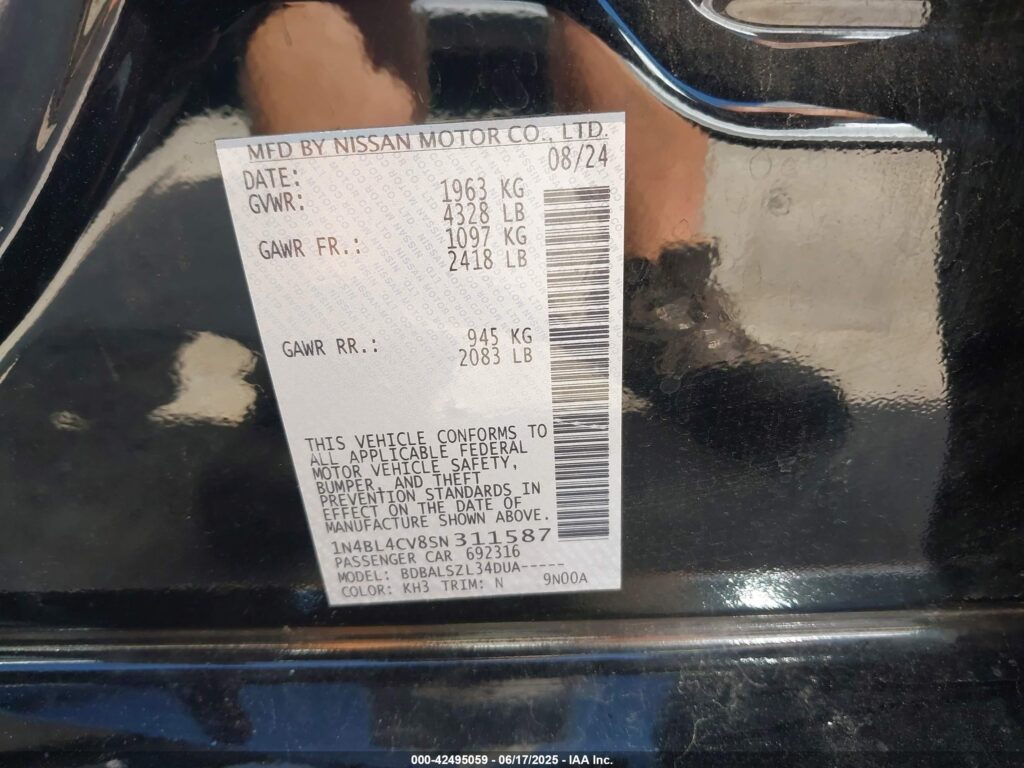 MFD BY NISSAN MOTOR CO., LTD.
DATE: 08/24
GVWR: 1963 KG
4328 LB
GAWR FR.: 1097 KG
2418 LB
GAWR RR.: 945 KG
2083 LB
THIS VEHICLE CONFORMS TO
ALL APPLICABLE FEDERAL
MOTOR VEHICLE SAFETY,
BUMPER, AND THEFT
PREVENTION STANDARDS IN
EFFECT ON THE DATE OF
MANUFACTURE SHOWN ABOVE.
1N4BL4CV8SN311587
PASSENGER CAR 692316
MODEL: BDBALSZL34DUA-----
COLOR: KH3 TRIM: N 9N00A
000-42495059 - 06/17/2025 - IAA Inc.